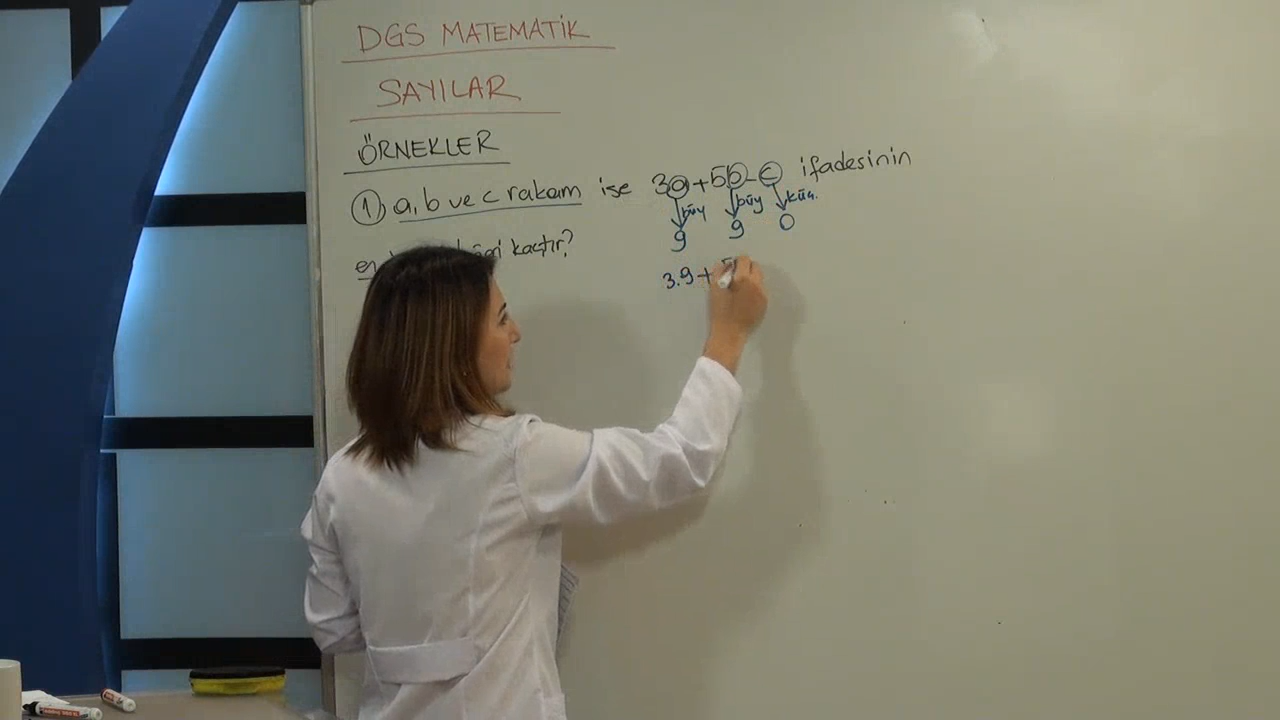 DGS MATEMATİK
SAYILAR
ÖRNEKLER
1) a, b ve c rakam ise 3a+5b-c ifadesinin
büy büy küç.
9 9 0
kaçtır?
3.9+5